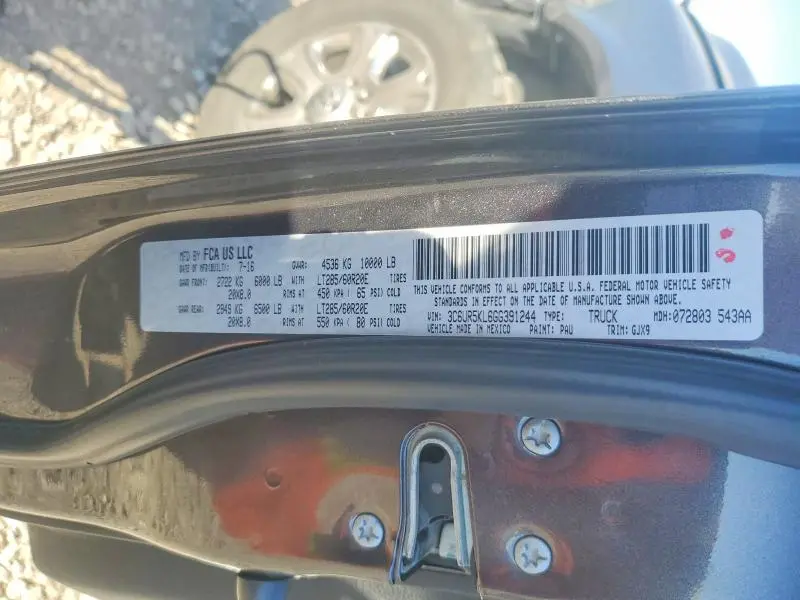 MFD BY FCA US LLC
DATE OF MFR(BUILT): 7-16 GVWR: 4536 KG 10000 LB
GAWR FRONT: 2722 KG 6000 LB WITH LT285/60R20E TIRES
20X8.0 RIMS AT 450 KPA( 65 PSI) COLD
GAWR REAR: 2949 KG 6500 LB WITH LT285/60R20E TIRES
20X8.0 RIMS AT 550 KPA( 80 PSI) COLD
THIS VEHICLE CONFORMS TO ALL APPLICABLE U.S.A. FEDERAL MOTOR VEHICLE SAFETY
STANDARDS IN EFFECT ON THE DATE OF MANUFACTURE SHOWN ABOVE.
VIN: 3C6UR5KL6GG391244 TYPE: TRUCK MDH:072803 543AA
VEHICLE MADE IN MEXICO PAINT: PAU TRIM: GJX9